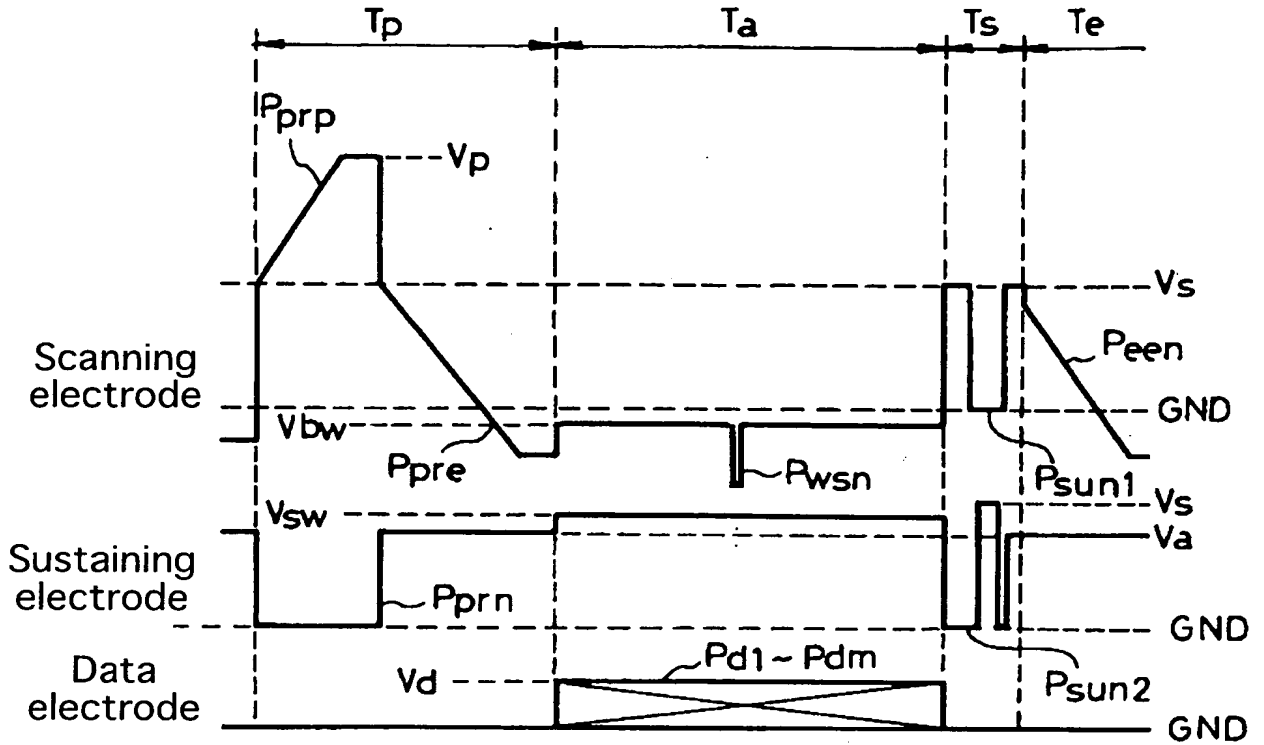 Tp Ta Ts Te
Pprp
Vp
Vs
Scanning
electrode
Peen
GND
Vbw
Ppre
Pwsn
Psun1
Vsw
Vs
Va
Sustaining
electrode
Pprn
GND
Data
electrode
Vd
Pd1~Pdm
Psun2
GND